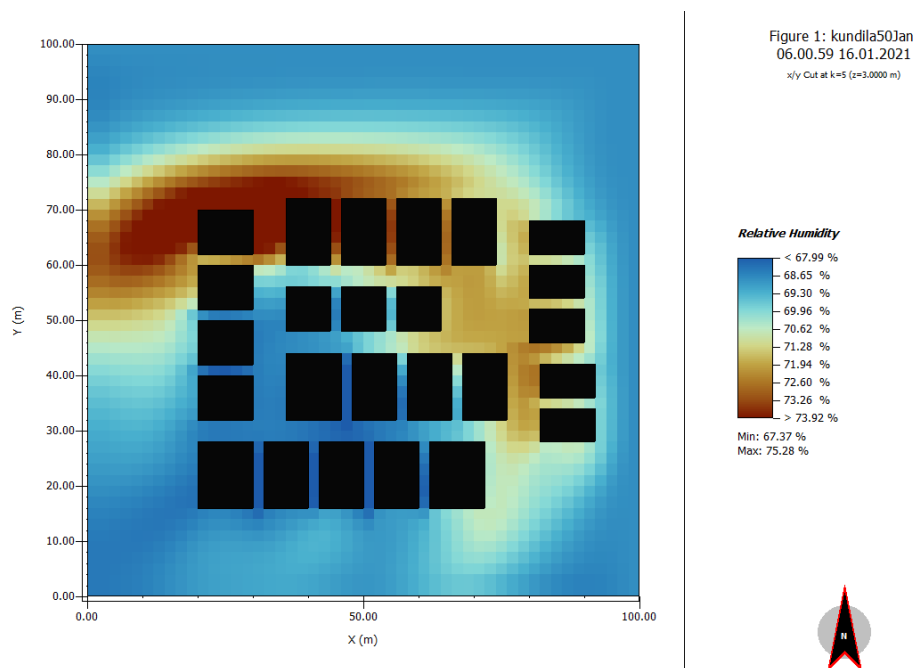 Figure 1: kundila50Jan
06.00.59 16.01.2021
x/y Cut at k=5 (z=3.0000 m)
100.00
90.00
80.00
70.00
60.00
50.00
40.00
30.00
20.00
10.00
0.00
Y (m)
0.00 50.00 100.00
X (m)
Relative Humidity
< 67.99 %
68.65 %
69.30 %
69.96 %
70.62 %
71.28 %
71.94 %
72.60 %
73.26 %
> 73.92 %
Min: 67.37 %
Max: 75.28 %
N